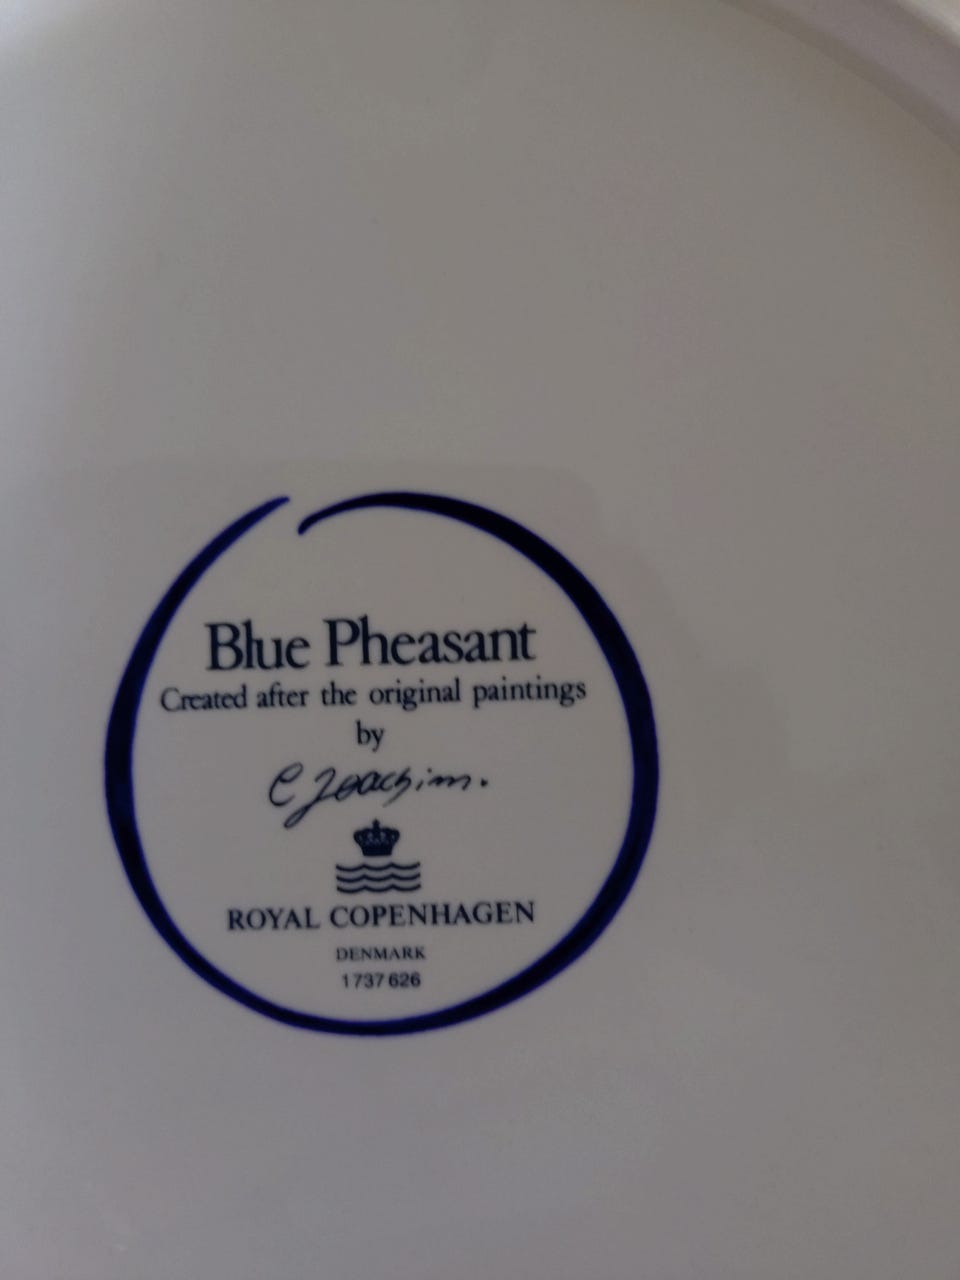 Blue Pheasant
Created after the original paintings
by
C Joachim.
ROYAL COPENHAGEN
DENMARK
1737 626